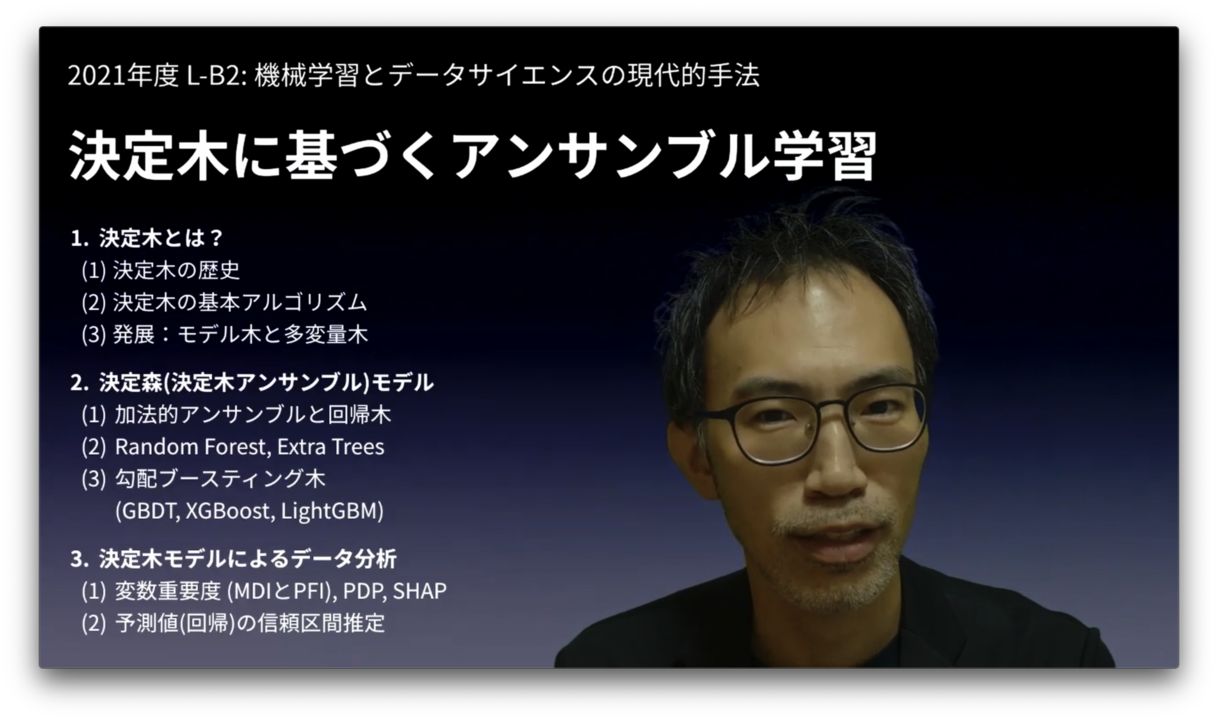 2021年度 L-B2: 機械学習とデータサイエンスの現代的手法
決定木に基づくアンサンブル学習
1. 決定木とは？
(1) 決定木の歴史
(2) 決定木の基本アルゴリズム
(3) 発展：モデル木と多変量木
2. 決定森(決定木アンサンブル)モデル
(1) 加法的アンサンブルと回帰木
(2) Random Forest, Extra Trees
(3) 勾配ブースティング木
(GBDT, XGBoost, LightGBM)
3. 決定木モデルによるデータ分析
(1) 変数重要度 (MDIとPFI), PDP, SHAP
(2) 予測値(回帰)の信頼区間推定